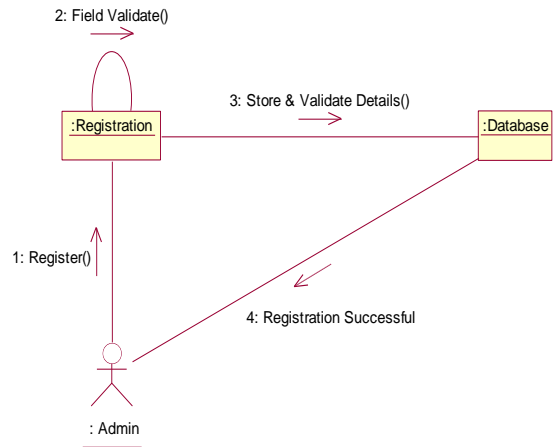 2: Field Validate()
3: Store & Validate Details()
:Registration
:Database
1: Register()
4: Registration Successful
: Admin